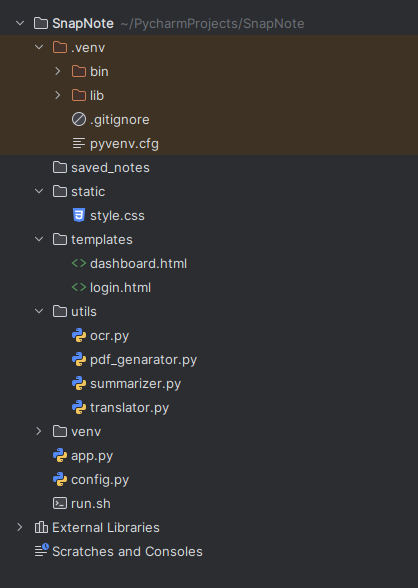 SnapNote ~/PycharmProjects/SnapNote
.venv
bin
lib
.gitignore
pyvenv.cfg
saved_notes
static
style.css
templates
dashboard.html
login.html
utils
ocr.py
pdf_genarator.py
summarizer.py
translator.py
venv
app.py
config.py
run.sh
External Libraries
Scratches and Consoles